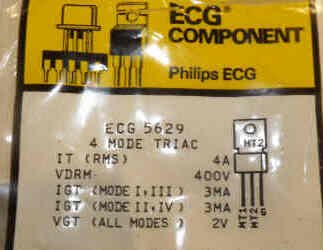 ECG®
COMPONENT
Philips ECG
ECG 5629
4 MODE TRIAC
IT (RMS) 4A
VDRM 400V
IGT (MODE I,III) 3MA
IGT (MODE II,IV) 3MA
VGT (ALL MODES) 2V
MT2
MT1
MT2
G